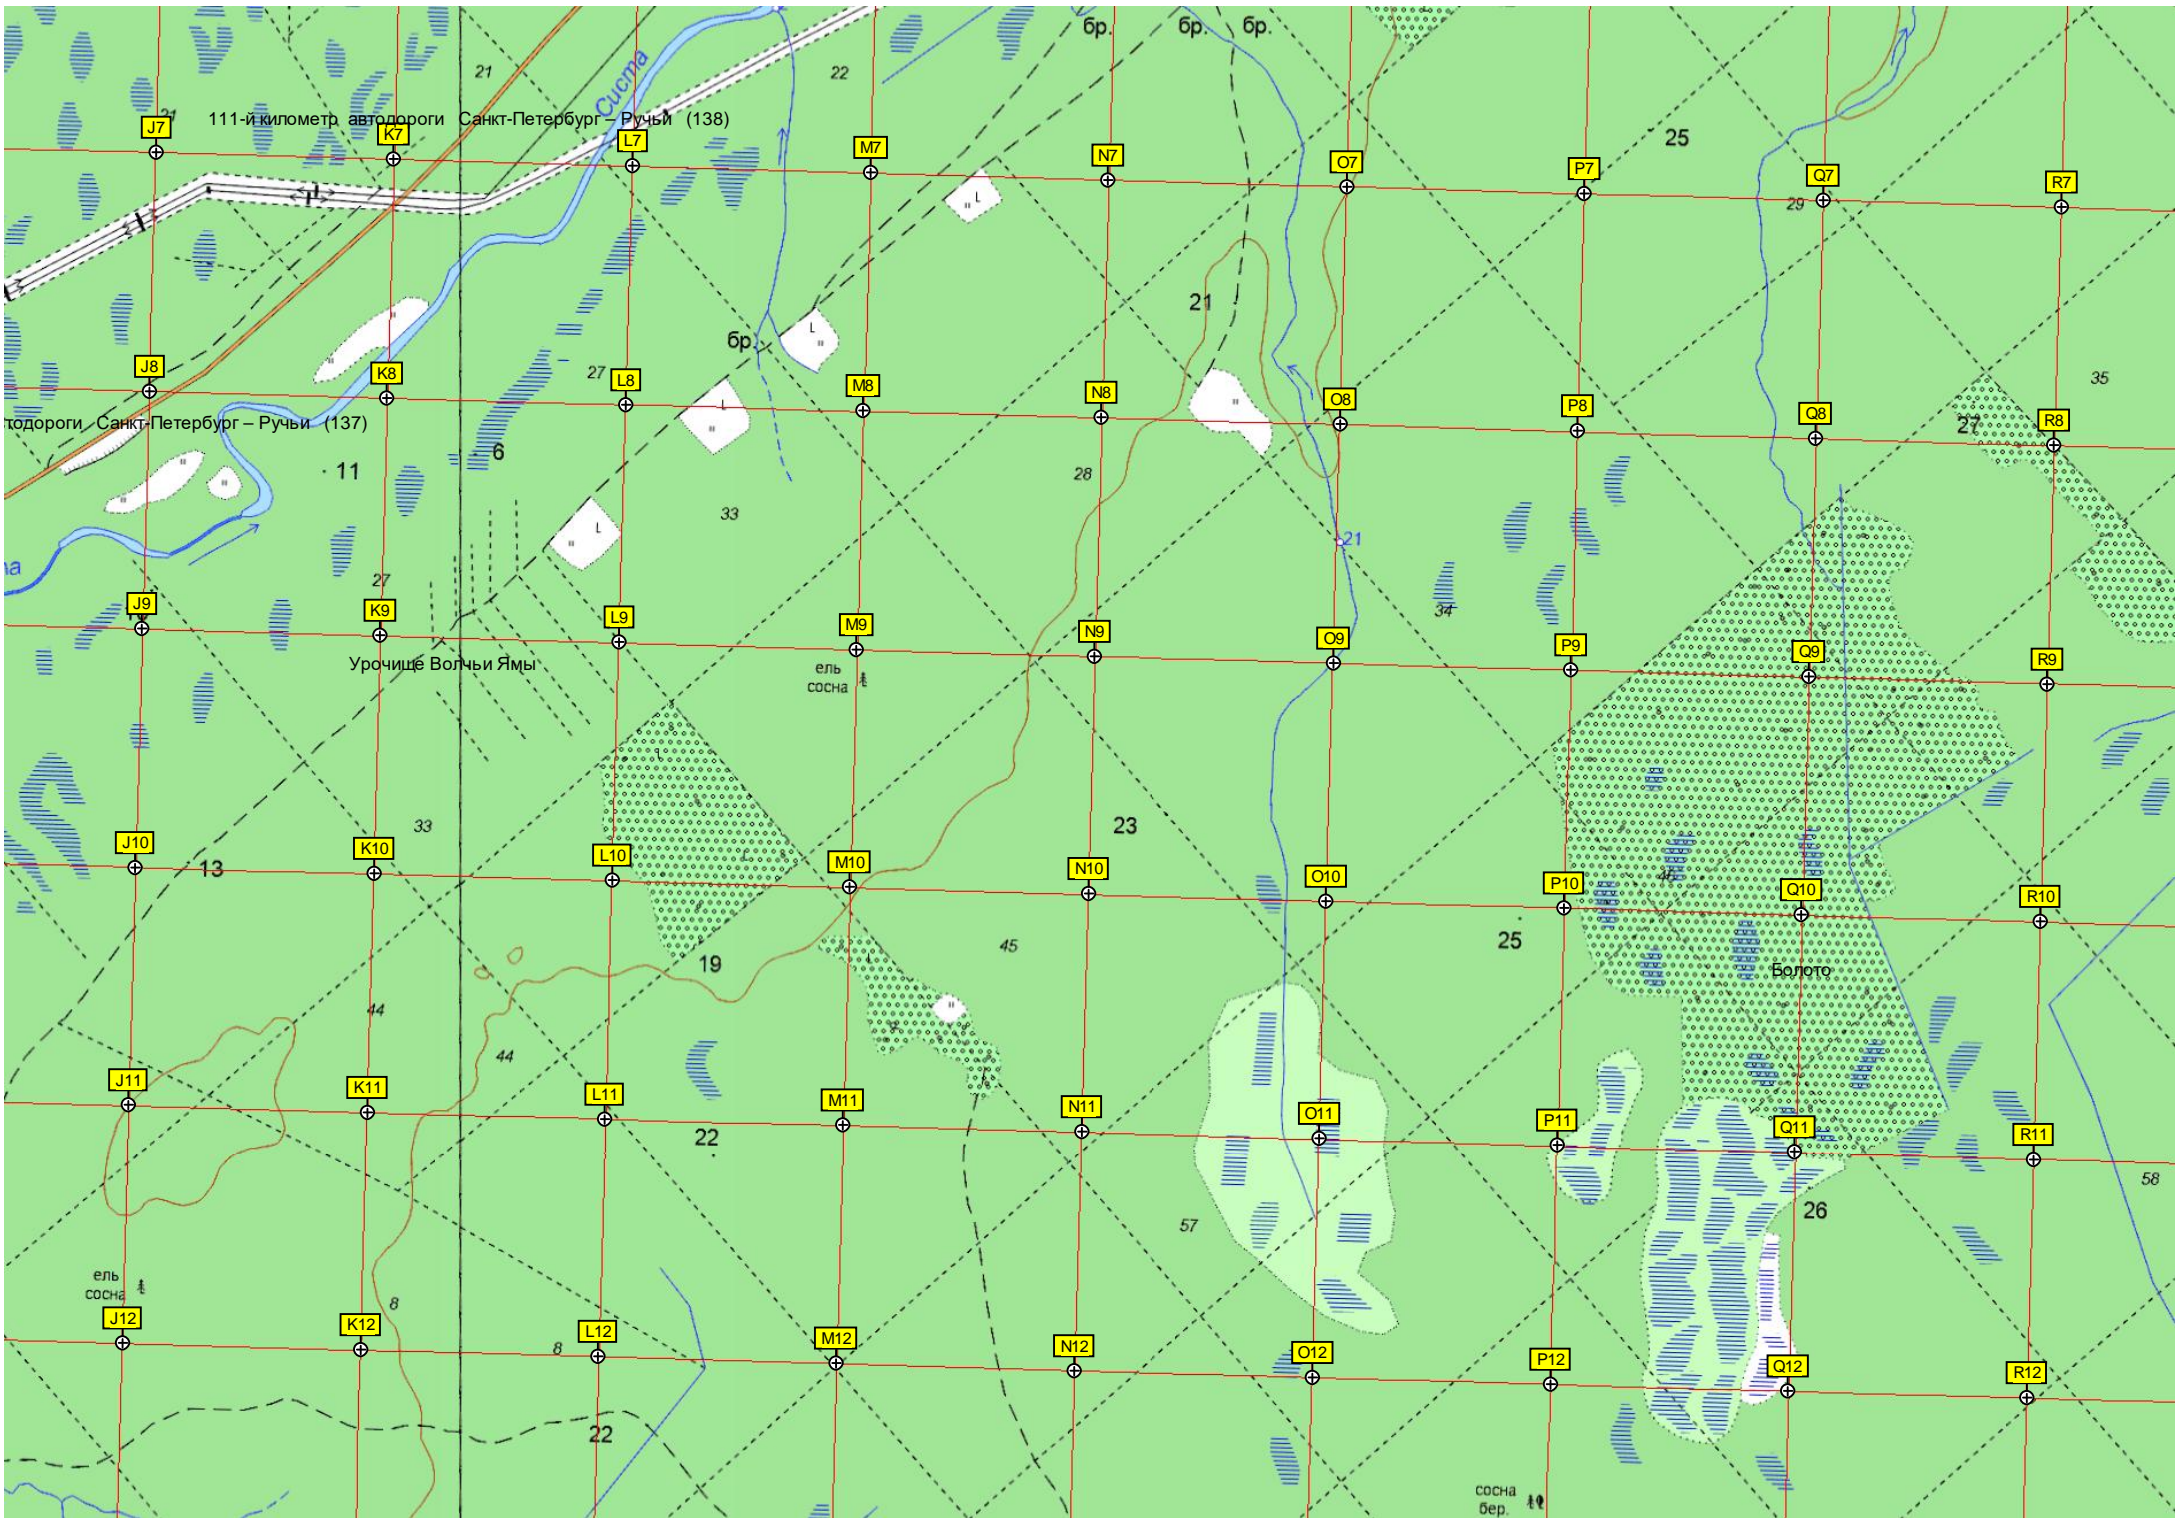 бр. бр. бр.
21 22
Систа
21
111-й километр автодороги Санкт-Петербург – Ручьи (138)
25
J7 K7 L7 M7 N7 O7 P7 Q7 R7
29
L
21
L
бр.
27
35
J8 K8 L8 M8 N8 O8 P8 Q8 R8
L
27
тодороги Санкт-Петербург – Ручьи (137)
6
11
28
33
L
21
на
27
34
J9 K9 L9 M9 N9 O9 P9 Q9 R9
Урочище Волчьи Ямы
ель
сосна
33
23
J10 K10 L10 M10 N10 O10 P10 Q10 R10
13
45
25
19
Болото
44
44
J11 K11 L11 M11 N11 O11 P11 Q11 R11
22
58
57
26
ель
сосна
8
J12 K12 L12 M12 N12 O12 P12 Q12 R12
8
22
сосна
бер.